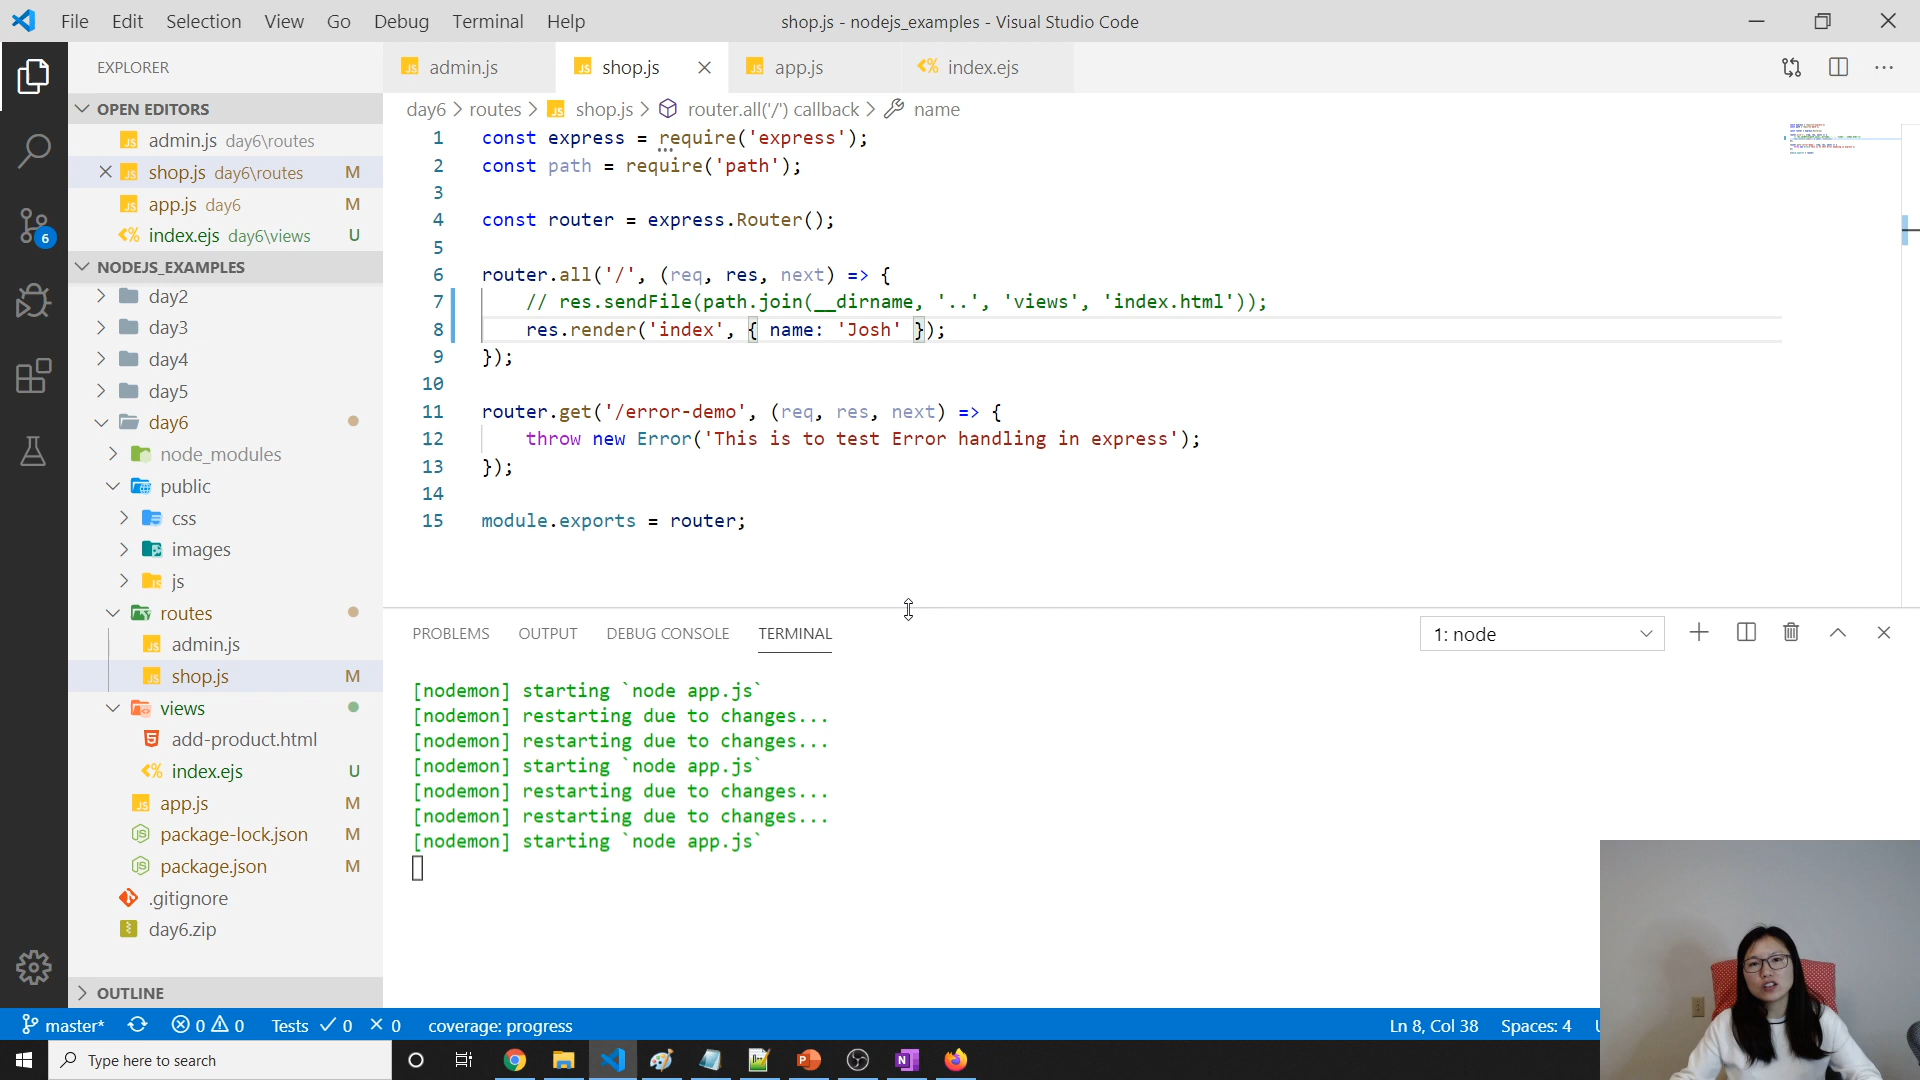 File Edit Selection View Go Debug Terminal Help
shop.js - nodejs_examples - Visual Studio Code
EXPLORER
OPEN EDITORS
admin.js day6\routes
shop.js day6\routes M
app.js day6 M
index.ejs day6\views U
NODEJS_EXAMPLES
day2
day3
day4
day5
day6
node_modules
public
css
images
js
routes
admin.js
shop.js M
views
add-product.html
index.ejs U
app.js M
package-lock.json M
package.json M
.gitignore
day6.zip
OUTLINE
6
admin.js shop.js app.js index.ejs
day6 > routes > shop.js > router.all('/') callback > name
1 const express = require('express');
2 const path = require('path');
3
4 const router = express.Router();
5
6 router.all('/', (req, res, next) => {
7 // res.sendFile(path.join(__dirname, '..', 'views', 'index.html'));
8 res.render('index', { name: 'Josh' });
9 });
10
11 router.get('/error-demo', (req, res, next) => {
12 throw new Error('This is to test Error handling in express');
13 });
14
15 module.exports = router;
PROBLEMS OUTPUT DEBUG CONSOLE TERMINAL
1: node
[nodemon] starting `node app.js`
[nodemon] restarting due to changes...
[nodemon] restarting due to changes...
[nodemon] starting `node app.js`
[nodemon] restarting due to changes...
[nodemon] restarting due to changes...
[nodemon] starting `node app.js`
master* 0 0 Tests 0 0 coverage: progress
Ln 8, Col 38 Spaces: 4
Type here to search